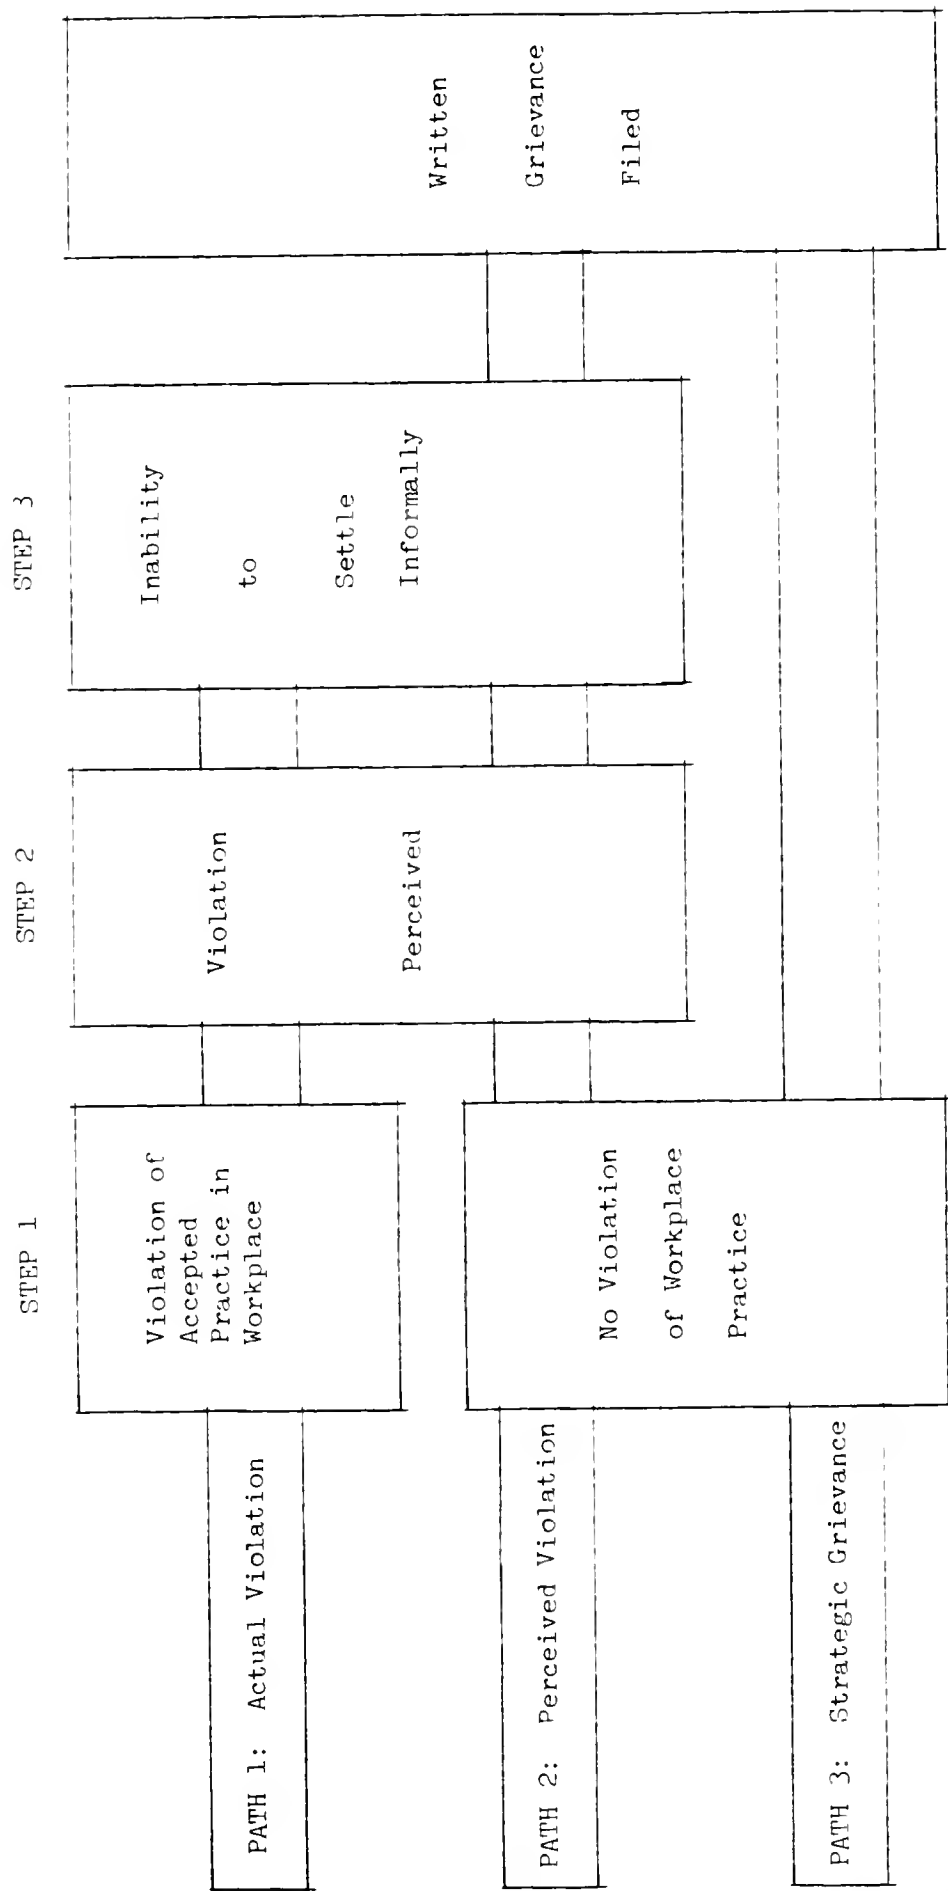 STEP 1
STEP 2
STEP 3
PATH 1: Actual Violation
Violation of
Accepted
Practice in
Workplace
Violation
Perceived
Inability
to
Settle
Informally
Written
Grievance
Filed
PATH 2: Perceived Violation
No Violation
of Workplace
Practice
PATH 3: Strategic Grievance